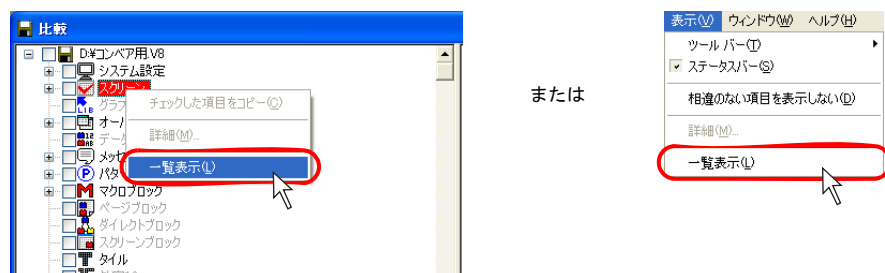 比較
D:¥コンベア用.V8
システム設定
スクリーン
グラフ
チェックした項目をコピー(C)
オー
詳細(M)...
デー
メッセ
一覧表示(L)
パタ
マクロブロック
ページブロック
ダイレクトブロック
スクリーンブロック
タイル
または
表示(V) ウィンドウ(W) ヘルプ(H)
ツール バー(T)
ステータスバー(S)
相違のない項目を表示しない(D)
詳細(M)...
一覧表示(L)